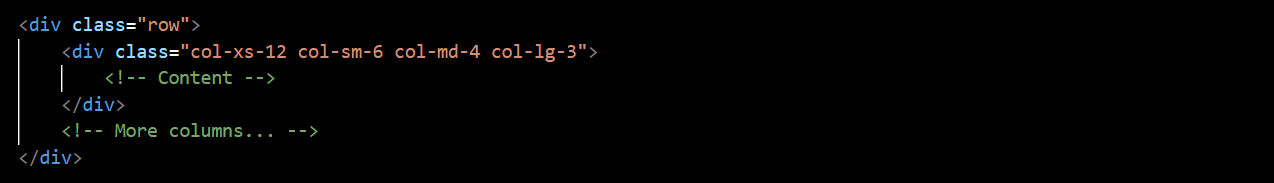 <div class="row">
    <div class="col-xs-12 col-sm-6 col-md-4 col-lg-3">
        <!-- Content -->
    </div>
    <!-- More columns... -->
</div>